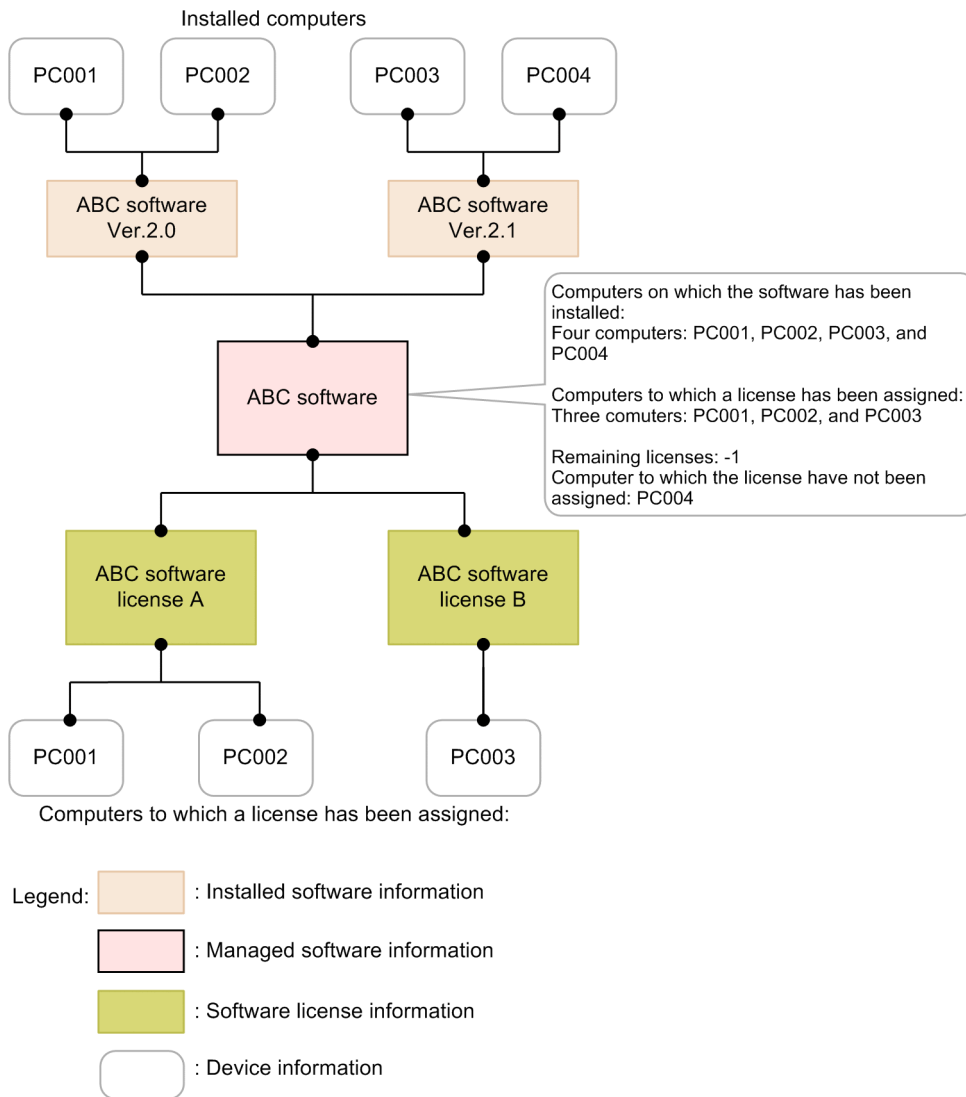 Installed computers
PC001
PC002
PC003
PC004
ABC software
Ver.2.0
ABC software
Ver.2.1
Computers on which the software has been
installed:
Four computers: PC001, PC002, PC003, and
PC004
Computers to which a license has been assigned:
Three comuters: PC001, PC002, and PC003
Remaining licenses: -1
Computer to which the license have not been
assigned: PC004
ABC software
ABC software
license A
ABC software
license B
PC001
PC002
PC003
Computers to which a license has been assigned:
Legend:
: Installed software information
: Managed software information
: Software license information
: Device information